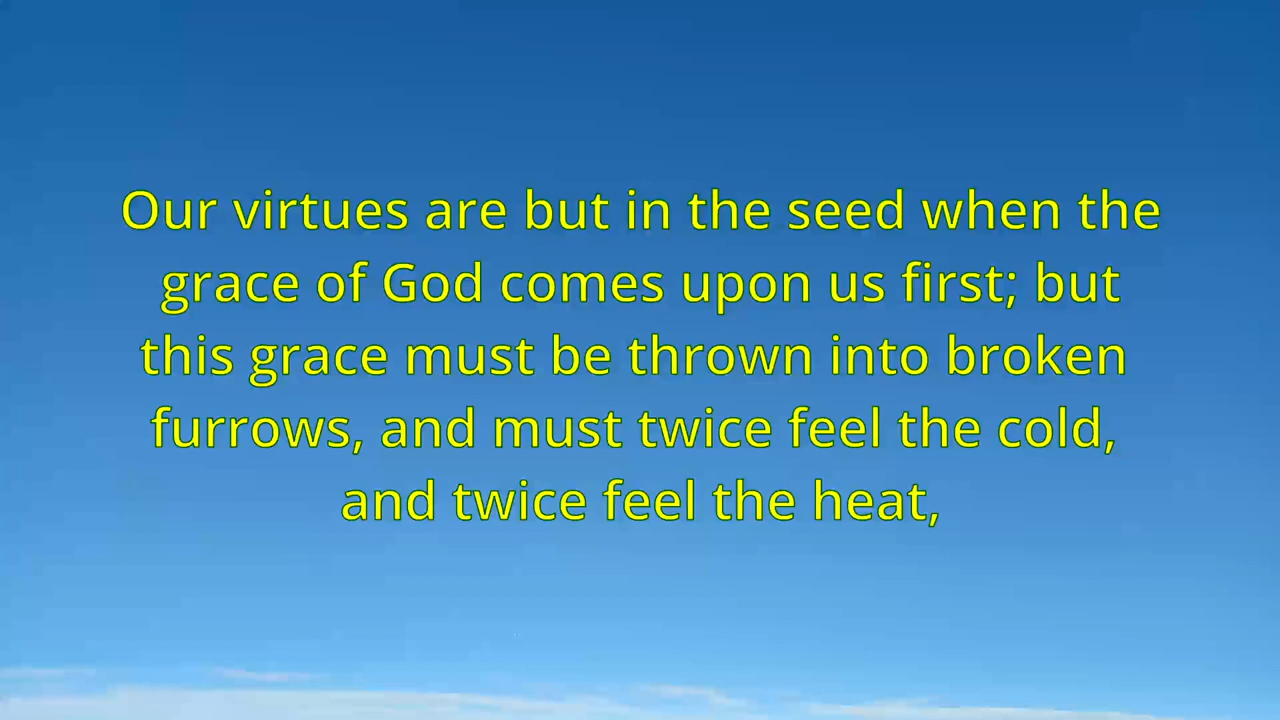 Our virtues are but in the seed when the
grace of God comes upon us first; but
this grace must be thrown into broken
furrows, and must twice feel the cold,
and twice feel the heat,